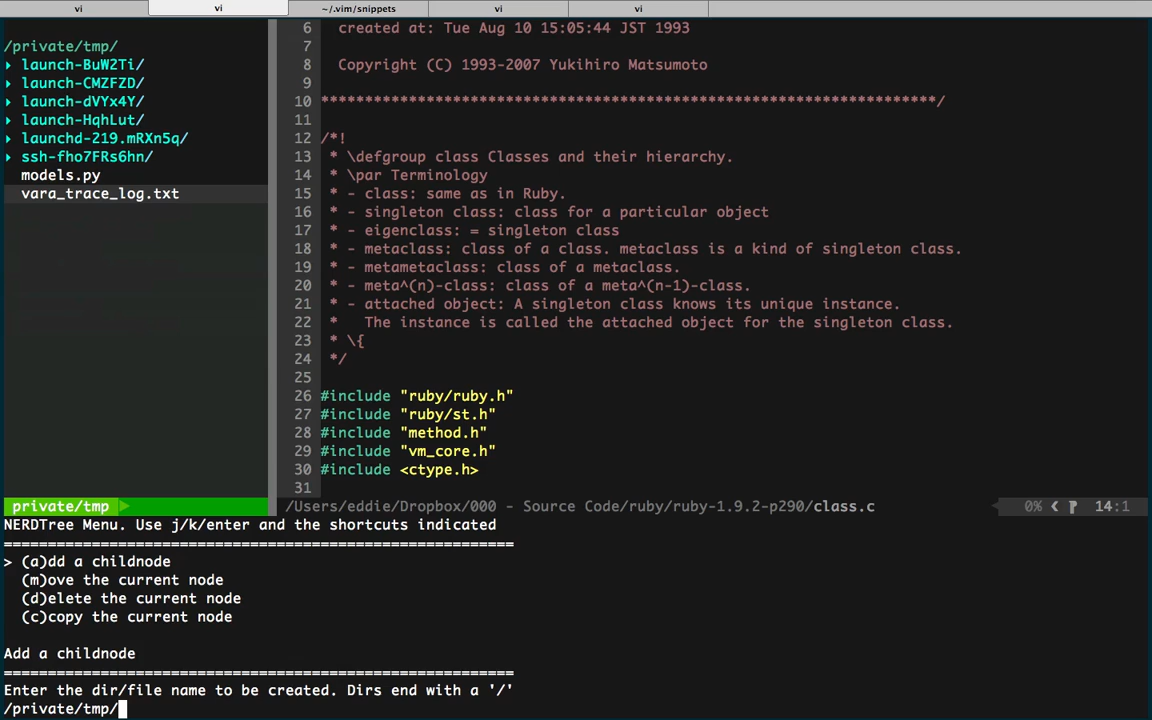 vi vi ~/.vim/snippets vi vi
/private/tmp/
▸ launch-BuW2Ti/
▸ launch-CMZFZD/
▸ launch-dVYx4Y/
▸ launch-HqhLut/
▸ launchd-219.mRXn5q/
▸ ssh-fho7FRs6hn/
models.py
vara_trace_log.txt
private/tmp
6 created at: Tue Aug 10 15:05:44 JST 1993
7
8 Copyright (C) 1993-2007 Yukihiro Matsumoto
9
10 **********************************************************************/
11
12 /*!
13 * \defgroup class Classes and their hierarchy.
14 * \par Terminology
15 * - class: same as in Ruby.
16 * - singleton class: class for a particular object
17 * - eigenclass: = singleton class
18 * - metaclass: class of a class. metaclass is a kind of singleton class.
19 * - metametaclass: class of a metaclass.
20 * - meta^(n)-class: class of a meta^(n-1)-class.
21 * - attached object: A singleton class knows its unique instance.
22 * The instance is called the attached object for the singleton class.
23 * \{
24 */
25
26 #include "ruby/ruby.h"
27 #include "ruby/st.h"
28 #include "method.h"
29 #include "vm_core.h"
30 #include <ctype.h>
31
/Users/eddie/Dropbox/000 - Source Code/ruby/ruby-1.9.2-p290/class.c 0% 14:1
NERDTree Menu. Use j/k/enter and the shortcuts indicated
==========================================================
> (a)dd a childnode
(m)ove the current node
(d)elete the current node
(c)copy the current node
Add a childnode
==========================================================
Enter the dir/file name to be created. Dirs end with a '/'
/private/tmp/